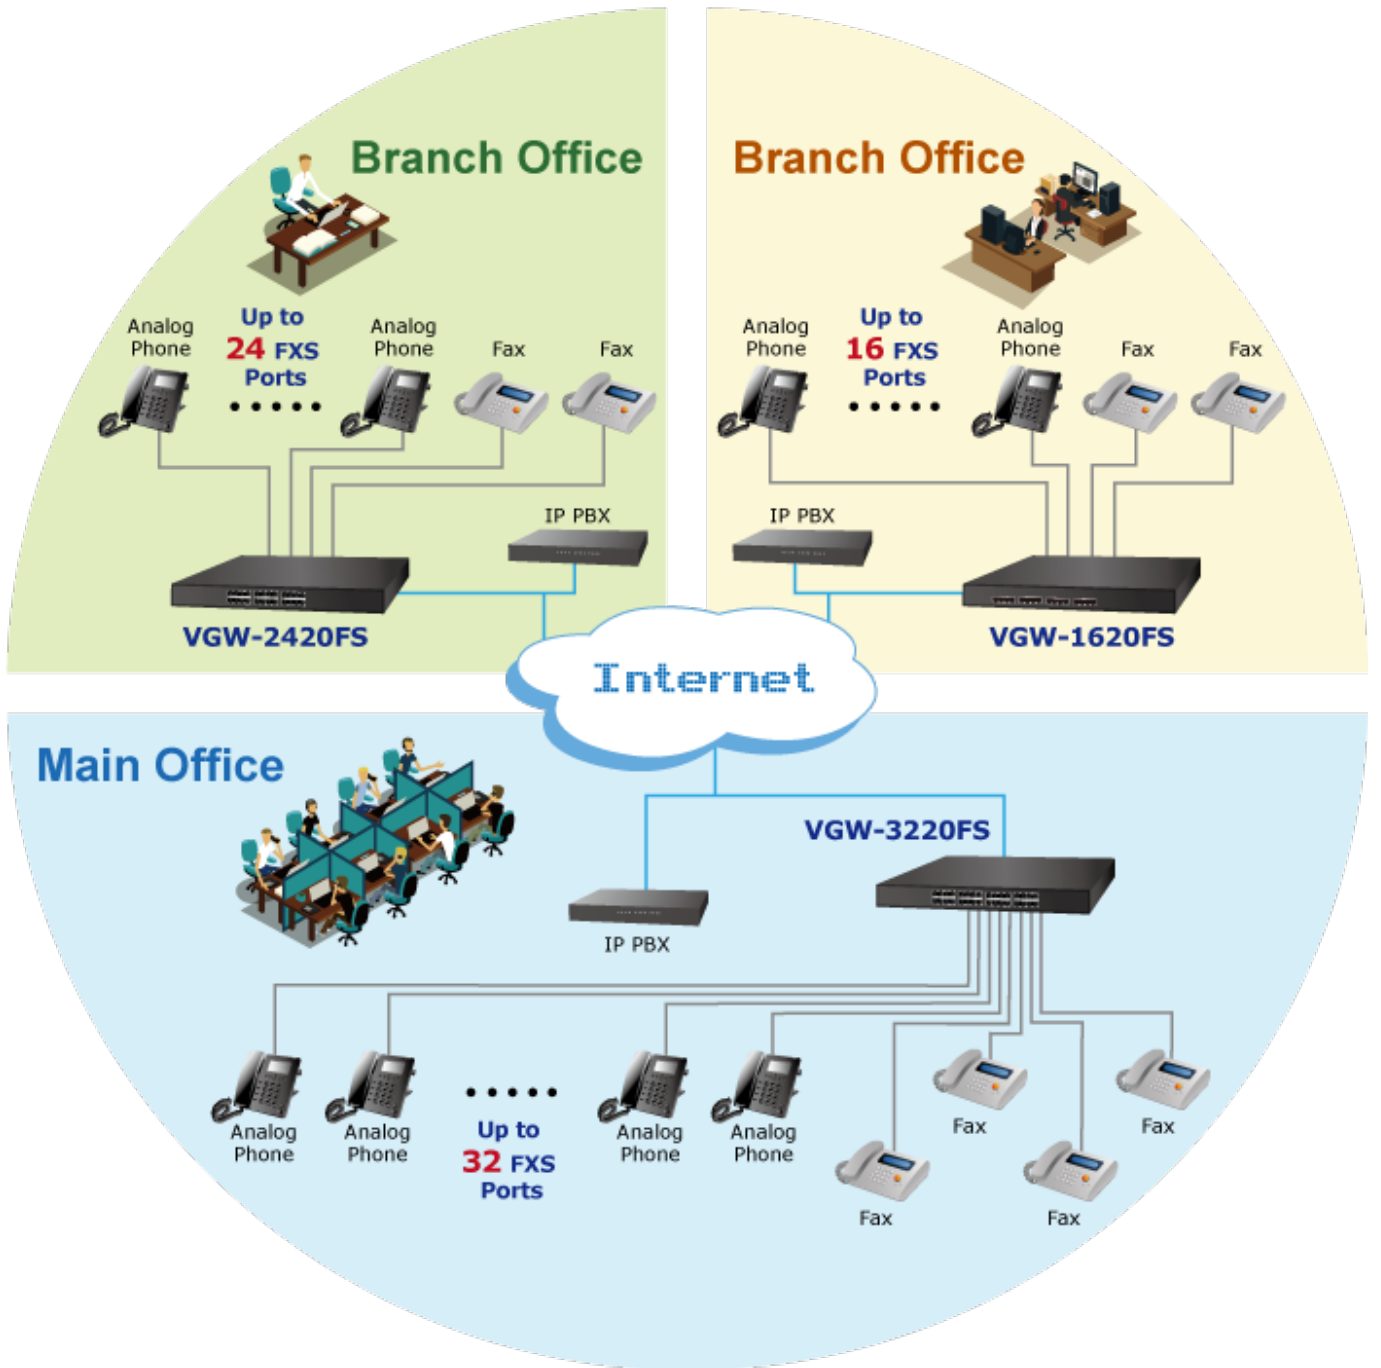 Branch Office
Analog
Phone
Up to
24 FXS
Ports
Analog
Phone
Fax
Fax
IP PBX
VGW-2420FS
Branch Office
Analog
Phone
Up to
16 FXS
Ports
Analog
Phone
Fax
Fax
IP PBX
VGW-1620FS
Internet
Main Office
VGW-3220FS
IP PBX
Analog
Phone
Analog
Phone
Up to
32 FXS
Ports
Analog
Phone
Analog
Phone
Fax
Fax
Fax
Fax